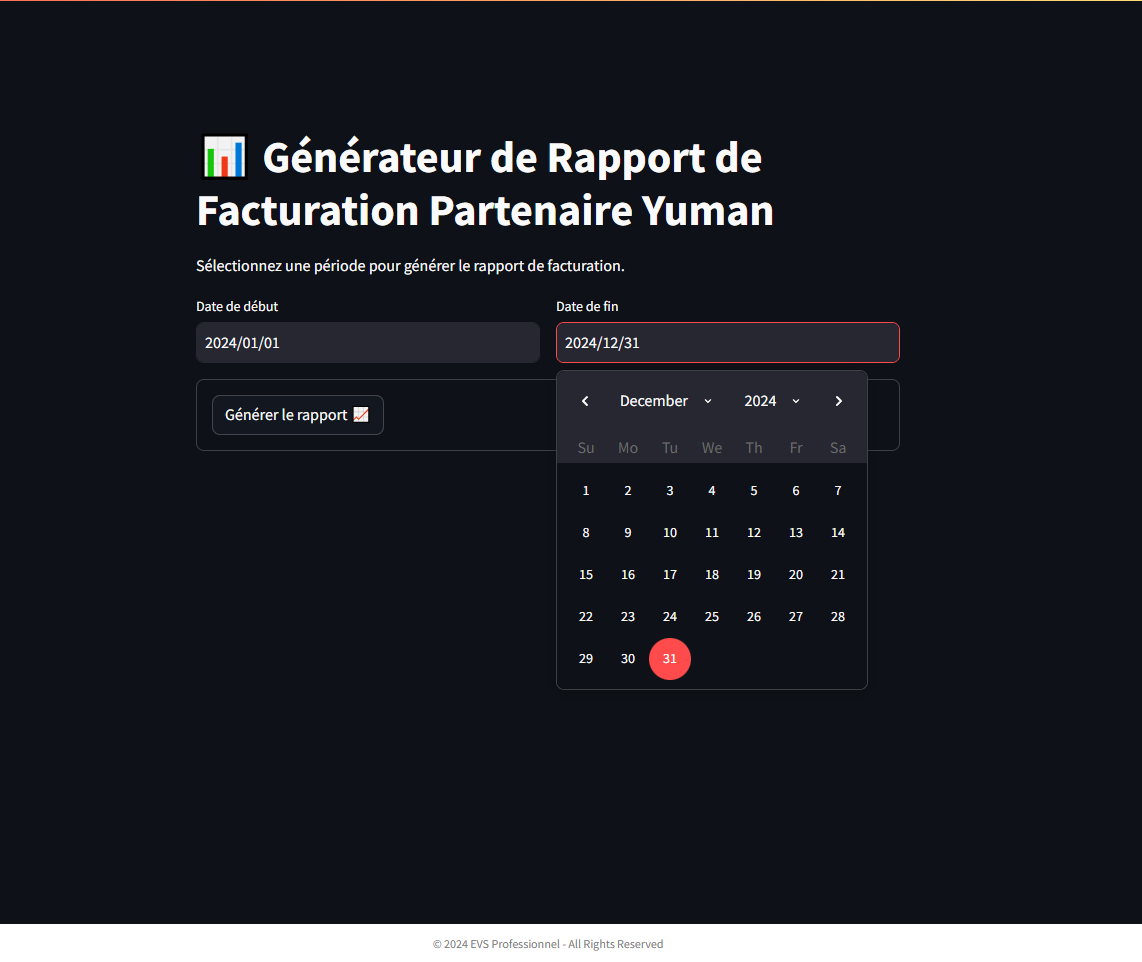 Générateur de Rapport de
Facturation Partenaire Yuman
Sélectionnez une période pour générer le rapport de facturation.
Date de début
Date de fin
2024/01/01
2024/12/31
Générer le rapport
December 2024
Su Mo Tu We Th Fr Sa
1 2 3 4 5 6 7
8 9 10 11 12 13 14
15 16 17 18 19 20 21
22 23 24 25 26 27 28
29 30 31
© 2024 EVS Professionnel - All Rights Reserved